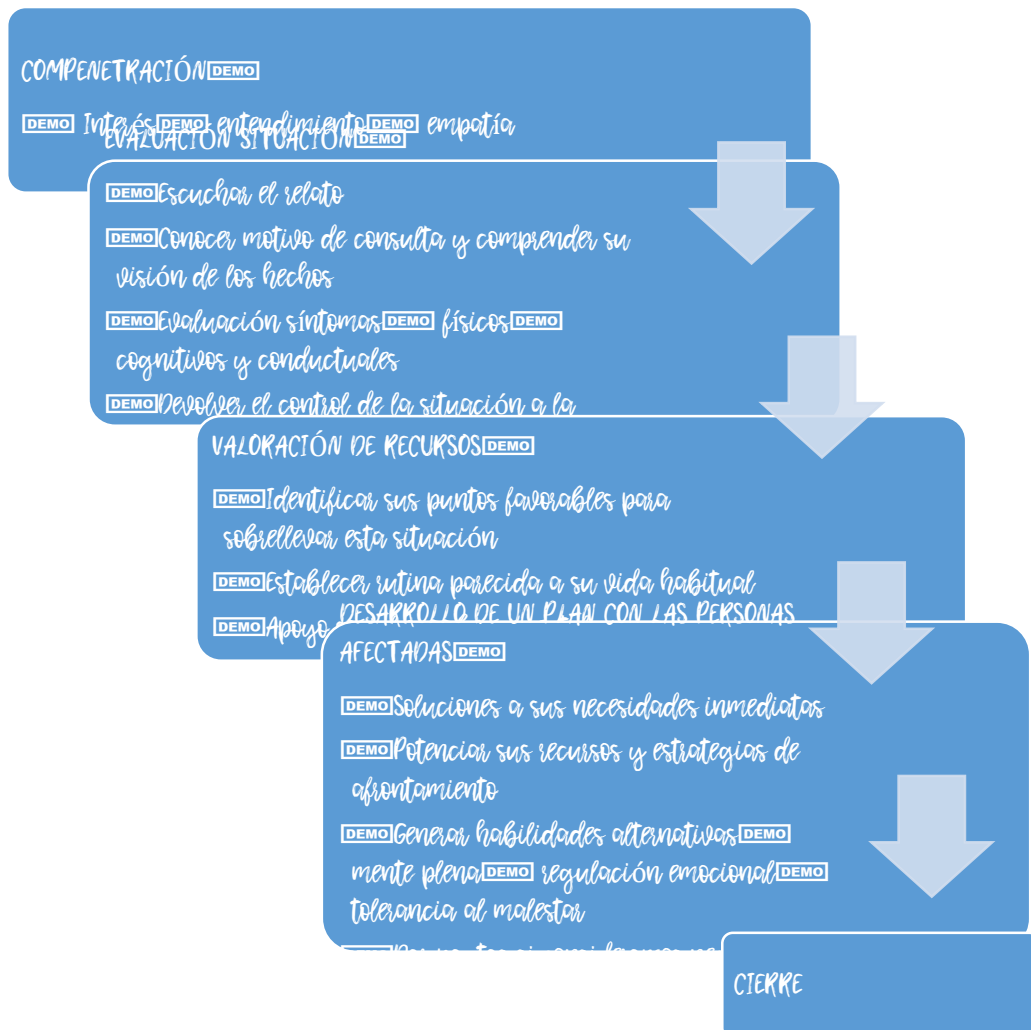 COMPENETRACIÓN DEMO
DEMO Interés DEMO entendimiento DEMO empatía
EVALUACIÓN SITUACIÓN DEMO
DEMO Escuchar el relato
DEMO Conocer motivo de consulta y comprender su
visión de los hechos
DEMO Evaluación síntomas DEMO físicos DEMO
cognitivos y conductuales
DEMO Devolver el control de la situación a la
VALORACIÓN DE RECURSOS DEMO
DEMO Identificar sus puntos favorables para
sobrellevar esta situación
DEMO Establecer rutina parecida a su vida habitual
DEMO Apoyo
DESARROLLO DE UN PLAN CON LAS PERSONAS
AFECTADAS DEMO
DEMO Soluciones a sus necesidades inmediatas
DEMO Potenciar sus recursos y estrategias de
afrontamiento
DEMO Generar habilidades alternativas DEMO
mente plena DEMO regulación emocional DEMO
tolerancia al malestar
CIERRE